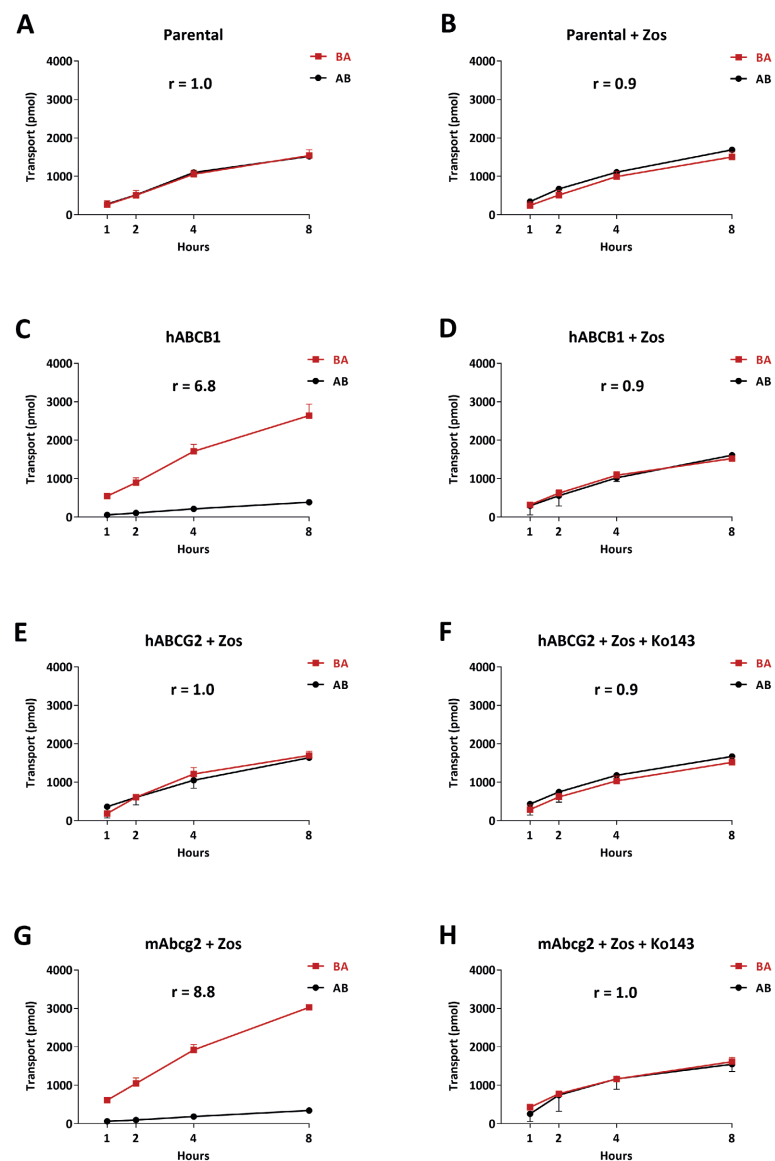 A
Parental
BA
AB
r = 1.0
Transport (pmol)
4000
3000
2000
1000
0
1 2 4 8
Hours
B
Parental + Zos
BA
AB
r = 0.9
Transport (pmol)
4000
3000
2000
1000
0
1 2 4 8
Hours
C
hABCB1
BA
AB
r = 6.8
Transport (pmol)
4000
3000
2000
1000
0
1 2 4 8
Hours
D
hABCB1 + Zos
BA
AB
r = 0.9
Transport (pmol)
4000
3000
2000
1000
0
1 2 4 8
Hours
E
hABCG2 + Zos
BA
AB
r = 1.0
Transport (pmol)
4000
3000
2000
1000
0
1 2 4 8
Hours
F
hABCG2 + Zos + Ko143
BA
AB
r = 0.9
Transport (pmol)
4000
3000
2000
1000
0
1 2 4 8
Hours
G
mAbcg2 + Zos
BA
AB
r = 8.8
Transport (pmol)
4000
3000
2000
1000
0
1 2 4 8
Hours
H
mAbcg2 + Zos + Ko143
BA
AB
r = 1.0
Transport (pmol)
4000
3000
2000
1000
0
1 2 4 8
Hours